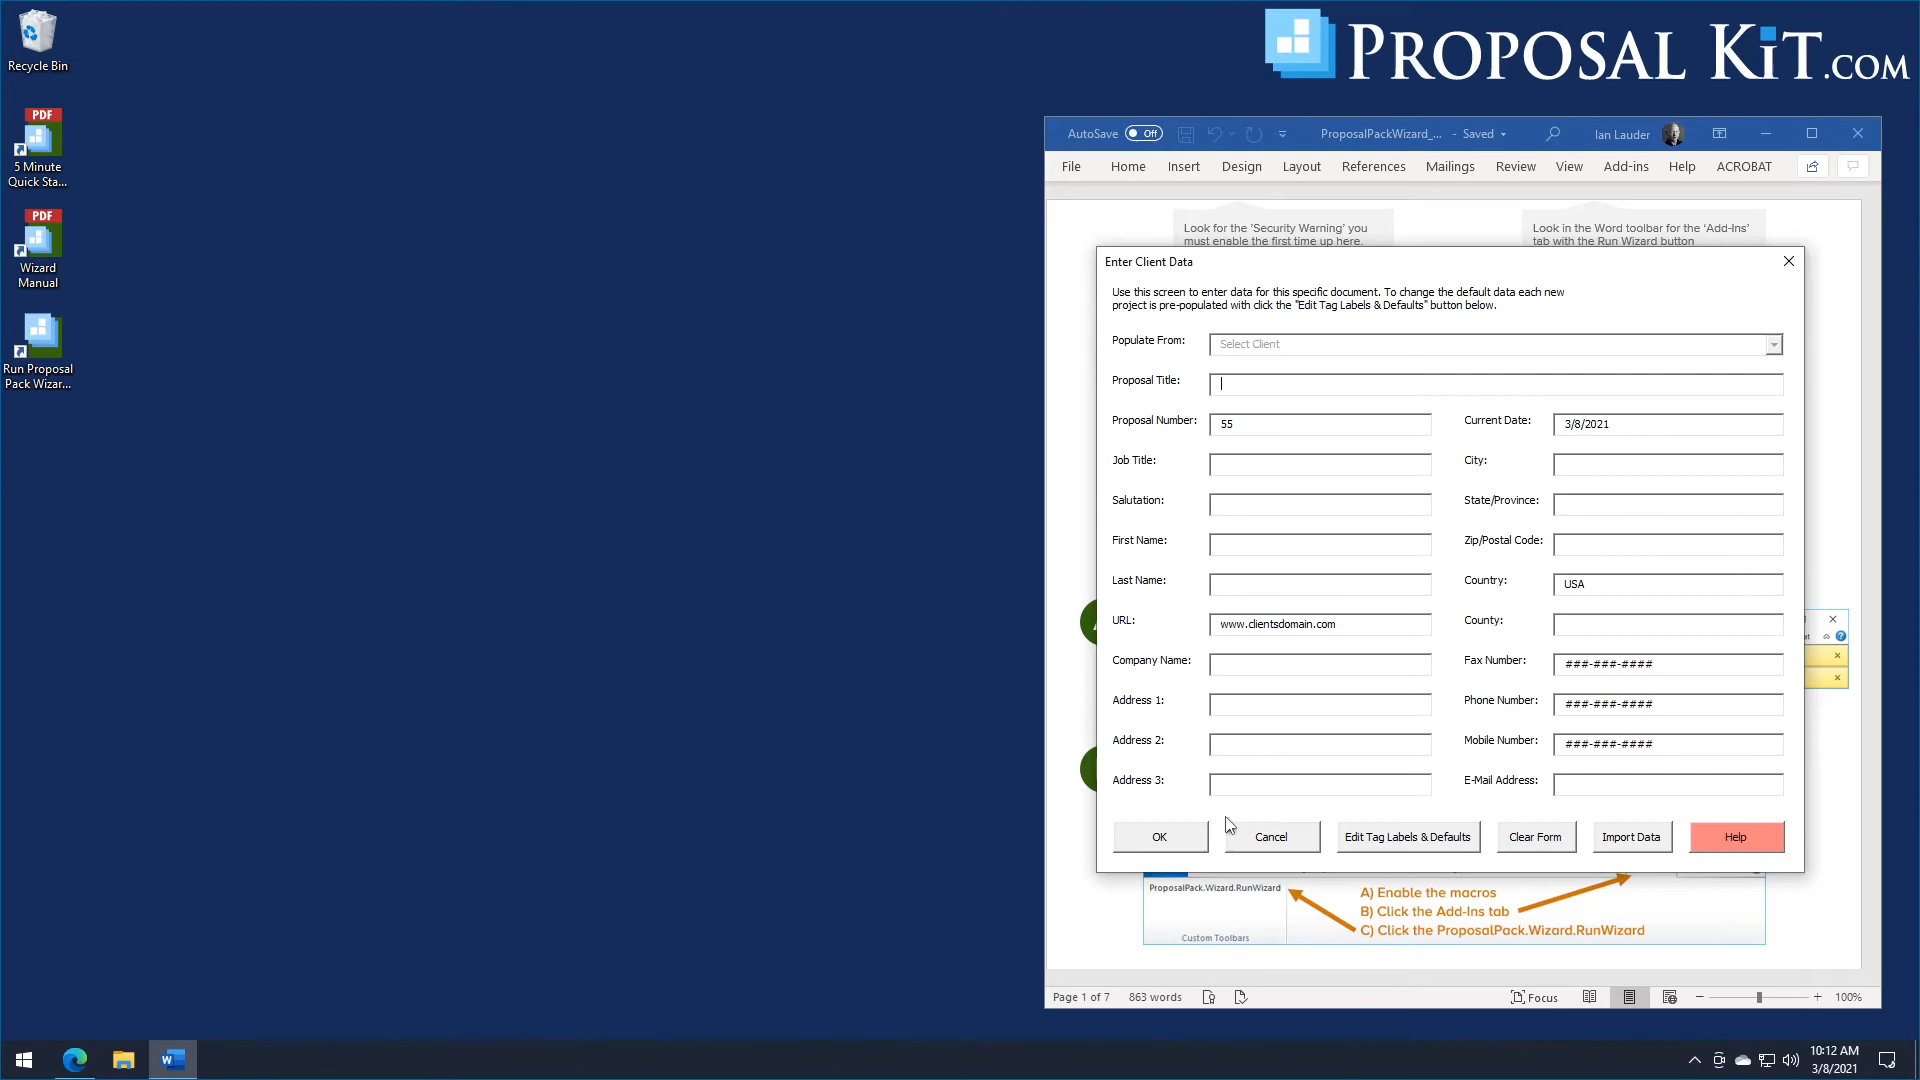 Recycle Bin
PDF
5 Minute
Quick Sta...
PDF
Wizard
Manual
Run Proposal
Pack Wizar...
PROPOSAL KIT.COM
AutoSave Off ProposalPackWizard_... - Saved Ian Lauder
File Home Insert Design Layout References Mailings Review View Add-ins Help ACROBAT
Look for the 'Security Warning' you
must enable the first time up here.
Look in the Word toolbar for the 'Add-Ins'
tab with the Run Wizard button
Enter Client Data
Use this screen to enter data for this specific document. To change the default data each new
project is pre-populated with click the "Edit Tag Labels & Defaults" button below.
Populate From: Select Client
Proposal Title:
Proposal Number: 55 Current Date: 3/8/2021
Job Title: City:
Salutation: State/Province:
First Name: Zip/Postal Code:
Last Name: Country: USA
URL: www.clientsdomain.com County:
Company Name: Fax Number: ###-###-####
Address 1: Phone Number: ###-###-####
Address 2: Mobile Number: ###-###-####
Address 3: E-Mail Address:
OK Cancel Edit Tag Labels & Defaults Clear Form Import Data Help
ProposalPack.Wizard.RunWizard
A) Enable the macros
B) Click the Add-Ins tab
C) Click the ProposalPack.Wizard.RunWizard
Custom Toolbars
Page 1 of 7 863 words Focus 100%
10:12 AM
3/8/2021